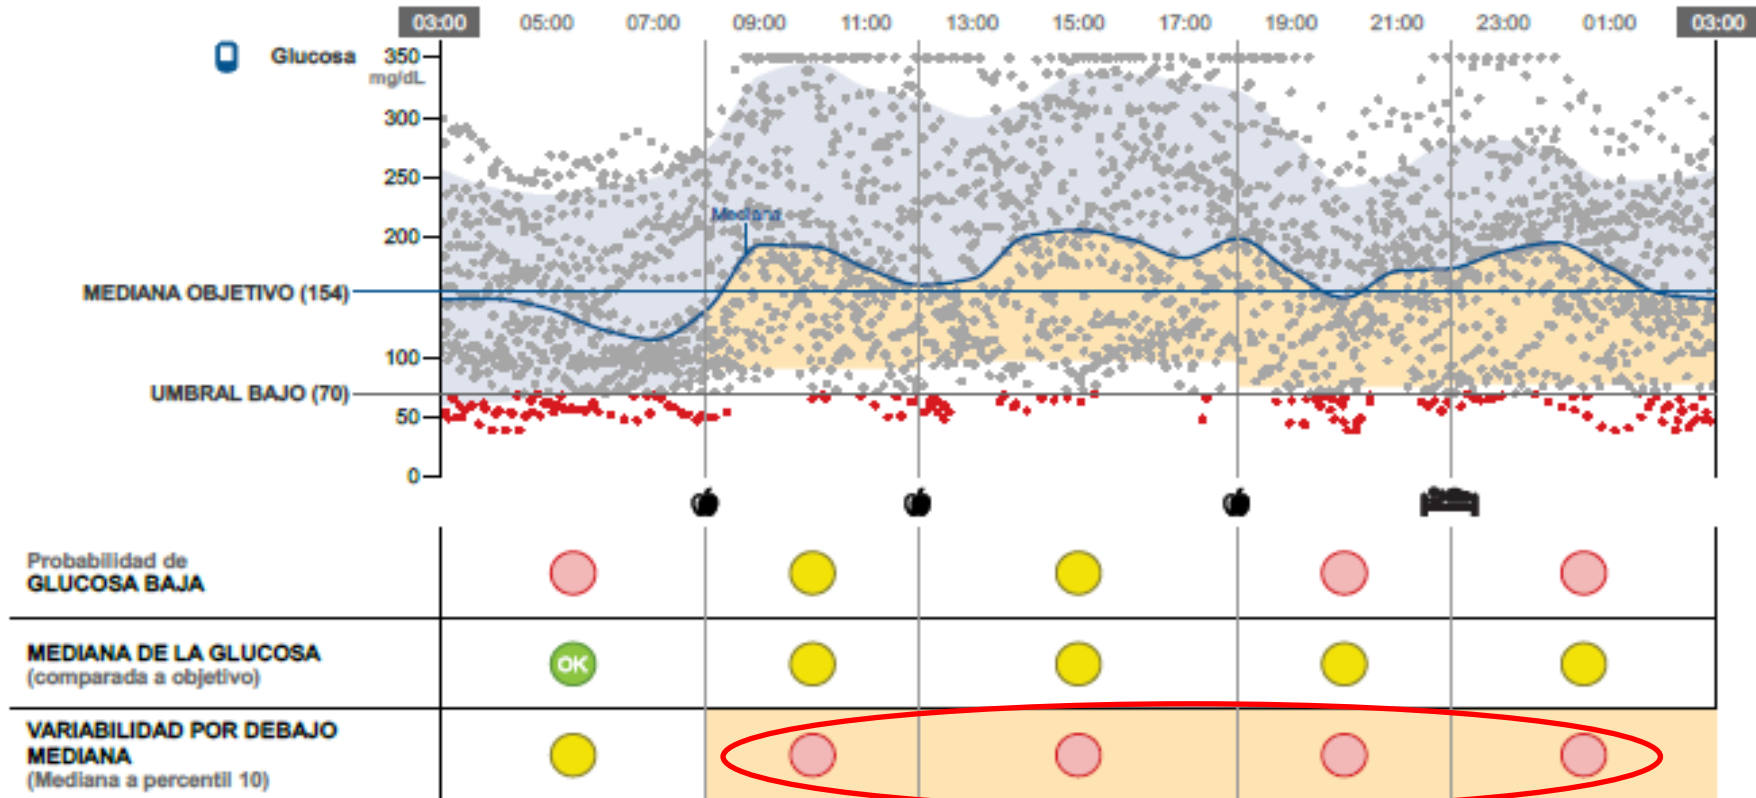 03:00 05:00 07:00 09:00 11:00 13:00 15:00 17:00 19:00 21:00 23:00 01:00 03:00
Glucosa 350
mg/dL
300
250
Mediana
200
MEDIANA OBJETIVO (154)
100
UMBRAL BAJO (70)
50
0
Probabilidad de
GLUCOSA BAJA
MEDIANA DE LA GLUCOSA
(comparada a objetivo)
OK
VARIABILIDAD POR DEBAJO
MEDIANA
(Mediana a percentil 10)